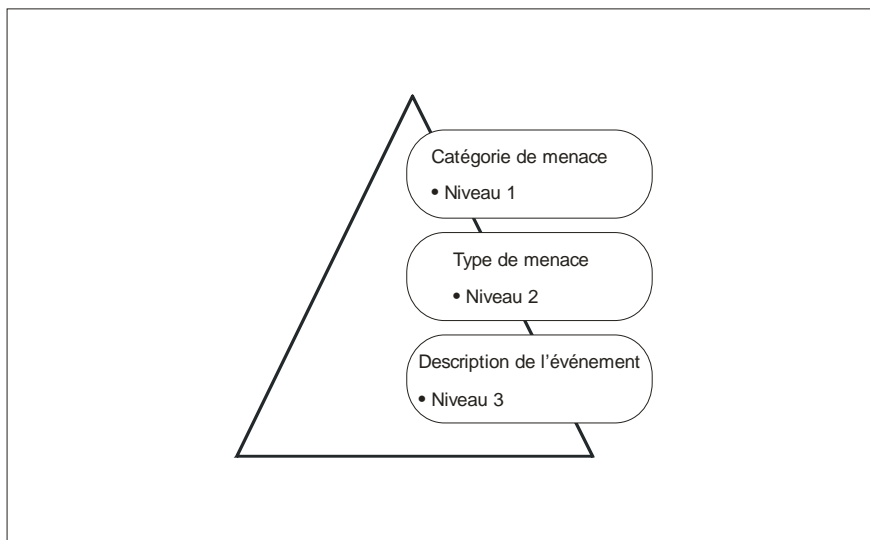 Catégorie de menace
• Niveau 1
Type de menace
• Niveau 2
Description de l’événement
• Niveau 3